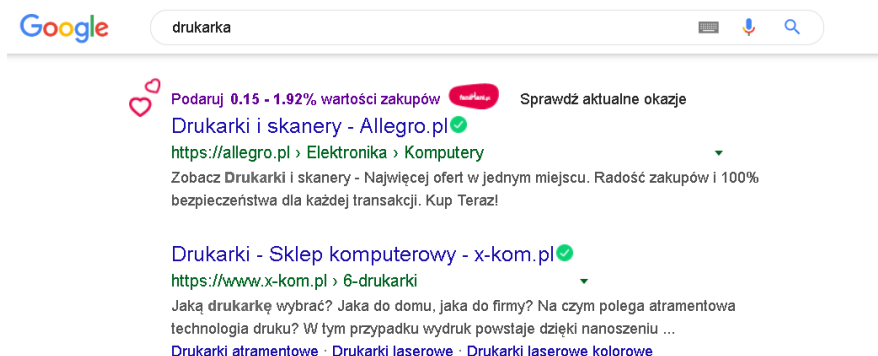 Google drukarka
Podaruj 0.15 - 1.92% wartości zakupów FaniMani.pl Sprawdź aktualne okazje
Drukarki i skanery - Allegro.pl
https://allegro.pl › Elektronika › Komputery
Zobacz Drukarki i skanery - Najwięcej ofert w jednym miejscu. Radość zakupów i 100%
bezpieczeństwa dla każdej transakcji. Kup Teraz!
Drukarki - Sklep komputerowy - x-kom.pl
https://www.x-kom.pl › 6-drukarki
Jaką drukarkę wybrać? Jaka do domu, jaka do firmy? Na czym polega atramentowa
technologia druku? W tym przypadku wydruk powstaje dzięki nanoszeniu ...
Drukarki atramentowe · Drukarki laserowe · Drukarki laserowe kolorowe